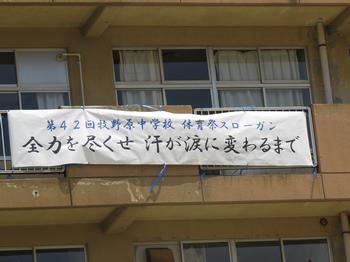 第42回牧野原中学校 体育祭スローガン
全力を尽くせ 汗が涙に変わるまで